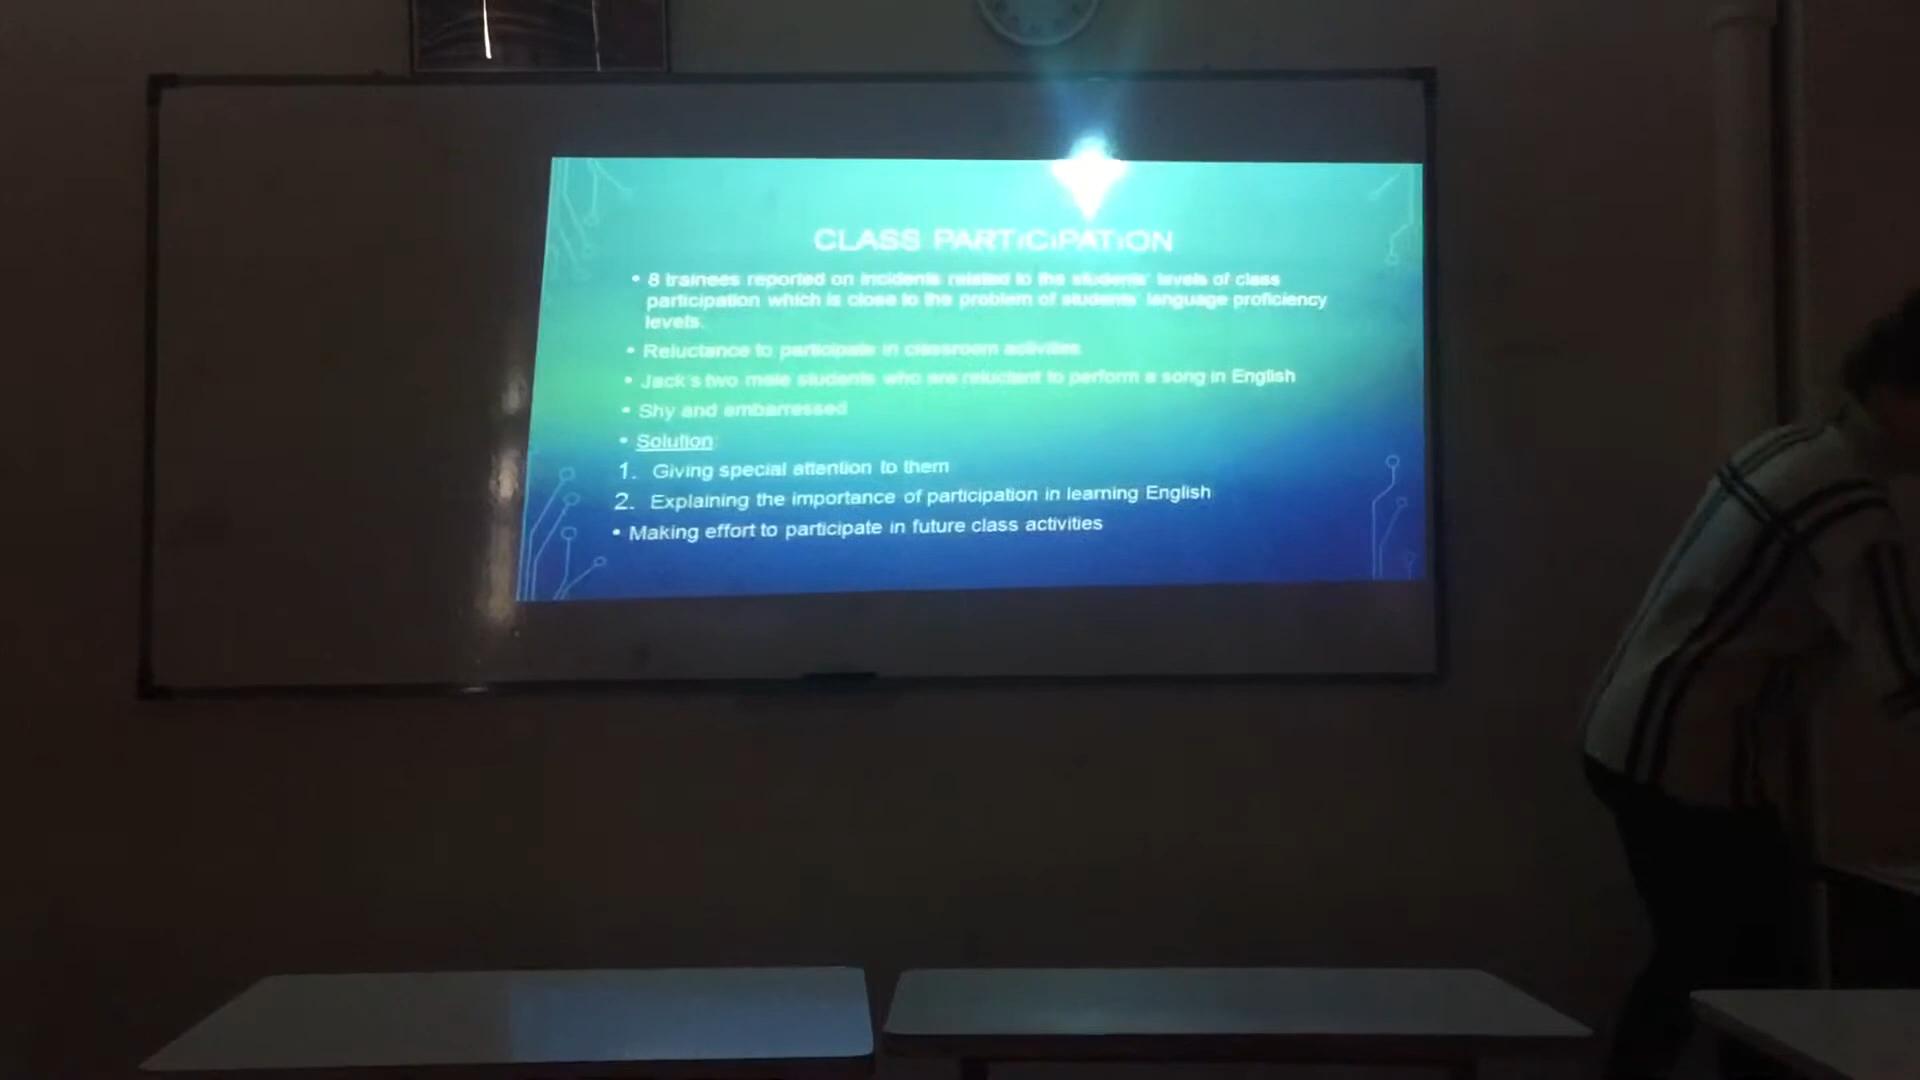 CLASS PARTICIPATION
• 8 trainees reported on incidents related to the students' levels of class
participation which is close to the problem of students' language proficiency
levels.
• Reluctance to participate in classroom activities
• Jack's two male students who are reluctant to perform a song in English
• Shy and embarressed
• Solution:
1. Giving special attention to them
2. Explaining the importance of participation in learning English
• Making effort to participate in future class activities